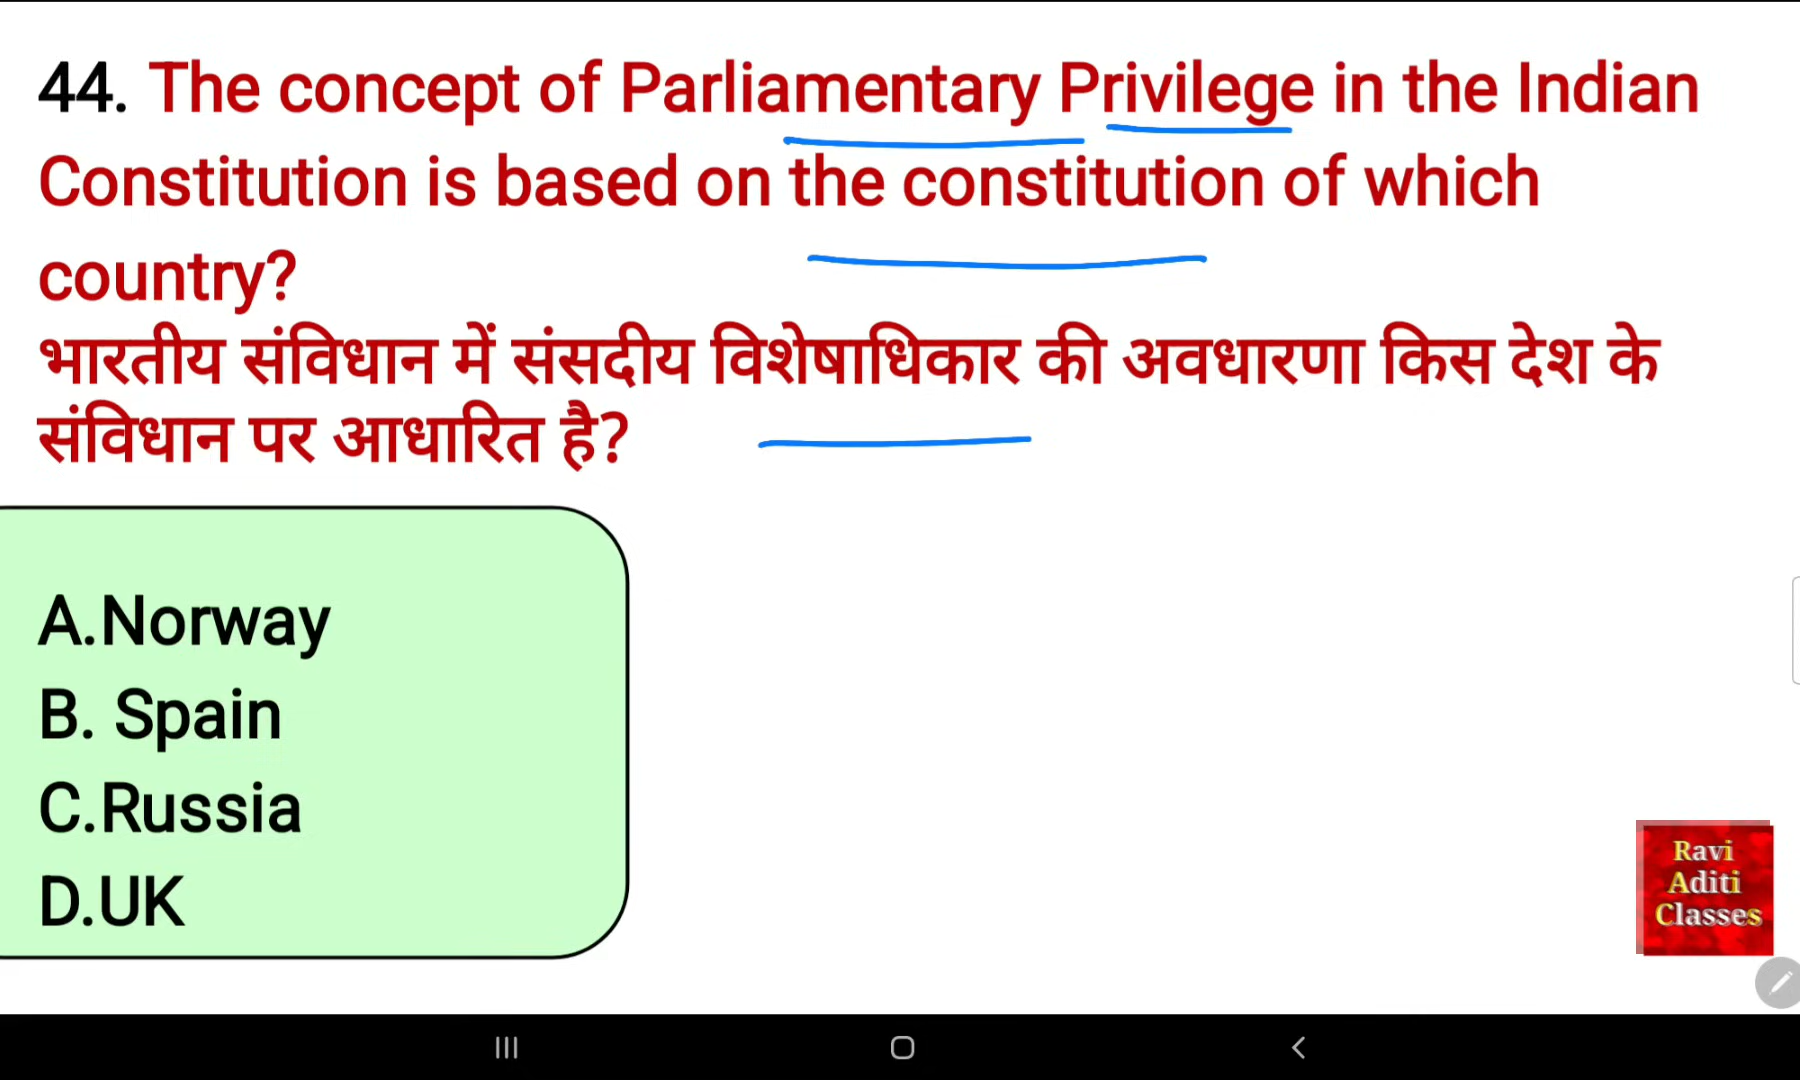 44. The concept of Parliamentary Privilege in the Indian
Constitution is based on the constitution of which
country?
भारतीय संविधान में संसदीय विशेषाधिकार की अवधारणा किस देश के
संविधान पर आधारित है?
A.Norway
B. Spain
C.Russia
D.UK
Ravi
Aditi
Classes